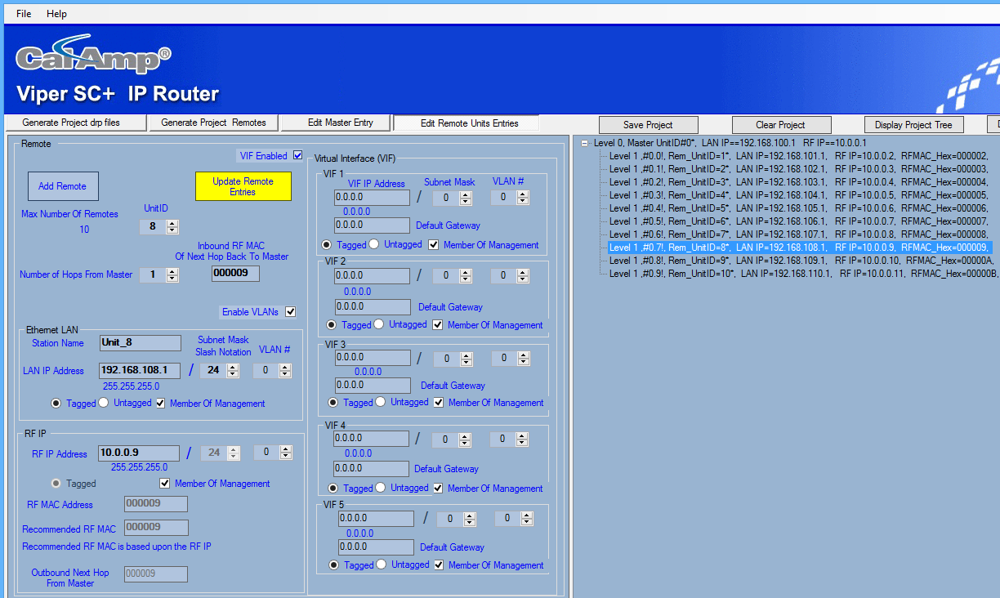 File Help
CalAmp®
Viper SC+ IP Router
Generate Project drp files Generate Project Remotes Edit Master Entry Edit Remote Units Entries Save Project Clear Project Display Project Tree
Remote
VIF Enabled
Add Remote
Update Remote
Entries
Max Number Of Remotes
10
UnitID
8
Inbound RF MAC
Of Next Hop Back To Master
Number of Hops From Master 1 000009
Enable VLANs
Ethernet LAN
Station Name Unit_8
Subnet Mask
Slash Notation VLAN #
LAN IP Address 192.168.108.1 / 24 0
255.255.255.0
Tagged Untagged Member Of Management
RF IP
RF IP Address 10.0.0.9 / 24 0
255.255.255.0
Tagged Member Of Management
RF MAC Address 000009
Recommended RF MAC 000009
Recommended RF MAC is based upon the RF IP
Outbound Next Hop
From Master
000009
Virtual Interface (VIF)
VIF 1
VIF IP Address Subnet Mask VLAN #
0.0.0.0 / 0 0
0.0.0.0
0.0.0.0 Default Gateway
Tagged Untagged Member Of Management
VIF 2
0.0.0.0 / 0 0
0.0.0.0
0.0.0.0 Default Gateway
Tagged Untagged Member Of Management
VIF 3
0.0.0.0 / 0 0
0.0.0.0
0.0.0.0 Default Gateway
Tagged Untagged Member Of Management
VIF 4
0.0.0.0 / 0 0
0.0.0.0
0.0.0.0 Default Gateway
Tagged Untagged Member Of Management
VIF 5
0.0.0.0 / 0 0
0.0.0.0
0.0.0.0 Default Gateway
Tagged Untagged Member Of Management
Level 0, Master UnitID#0*, LAN IP==192.168.100.1 RF IP==10.0.0.1
Level 1 ,#0.0!, Rem_UnitID=1*, LAN IP=192.168.101.1, RF IP=10.0.0.2, RFMAC_Hex=000002,
Level 1 ,#0.1!, Rem_UnitID=2*, LAN IP=192.168.102.1, RF IP=10.0.0.3, RFMAC_Hex=000003,
Level 1 ,#0.2!, Rem_UnitID=3*, LAN IP=192.168.103.1, RF IP=10.0.0.4, RFMAC_Hex=000004,
Level 1 ,#0.3!, Rem_UnitID=4*, LAN IP=192.168.104.1, RF IP=10.0.0.5, RFMAC_Hex=000005,
Level 1 ,#0.4!, Rem_UnitID=5*, LAN IP=192.168.105.1, RF IP=10.0.0.6, RFMAC_Hex=000006,
Level 1 ,#0.5!, Rem_UnitID=6*, LAN IP=192.168.106.1, RF IP=10.0.0.7, RFMAC_Hex=000007,
Level 1 ,#0.6!, Rem_UnitID=7*, LAN IP=192.168.107.1, RF IP=10.0.0.8, RFMAC_Hex=000008,
Level 1 ,#0.7!, Rem_UnitID=8*, LAN IP=192.168.108.1, RF IP=10.0.0.9, RFMAC_Hex=000009,
Level 1 ,#0.8!, Rem_UnitID=9*, LAN IP=192.168.109.1, RF IP=10.0.0.10, RFMAC_Hex=00000A,
Level 1 ,#0.9!, Rem_UnitID=10*, LAN IP=192.168.110.1, RF IP=10.0.0.11, RFMAC_Hex=00000B,